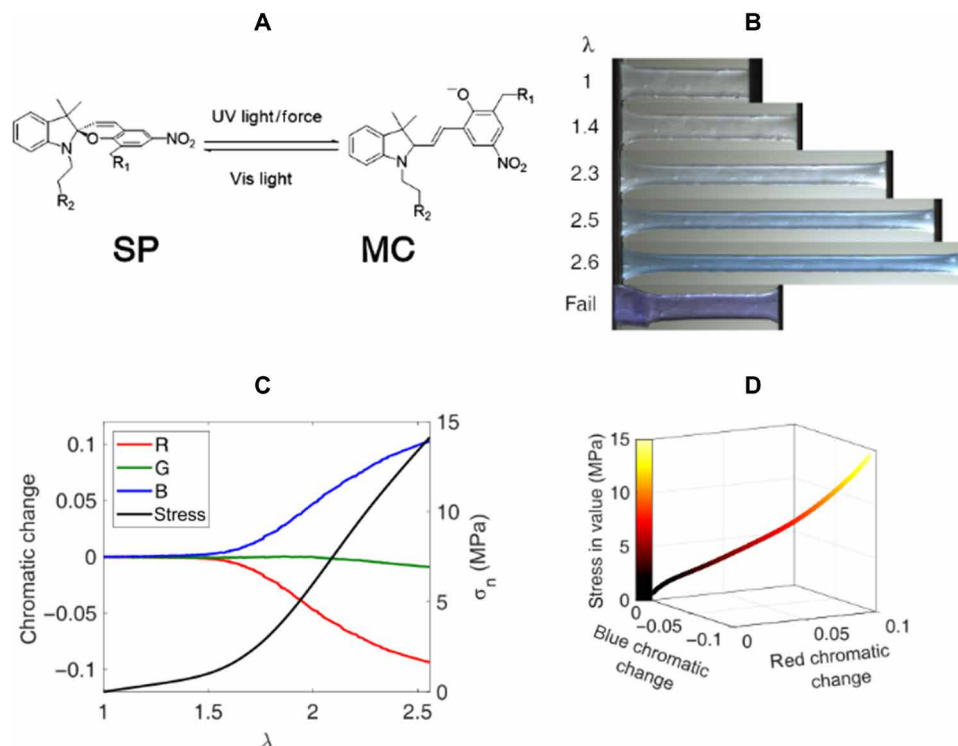 A
UV light/force
Vis light
NO₂
R₁
N
O
R₂
SP
O⁻
R₁
NO₂
N
R₂
MC
B
λ
1
1.4
2.3
2.5
2.6
Fail
C
R
G
B
Stress
0.1
0.05
0
-0.05
-0.1
Chromatic change
15
10
5
0
σn (MPa)
1
1.5
2
2.5
λ
D
Stress in value (MPa)
15
10
5
0
0
-0.05
-0.1
Blue chromatic
change
0
0.05
0.1
Red chromatic
change